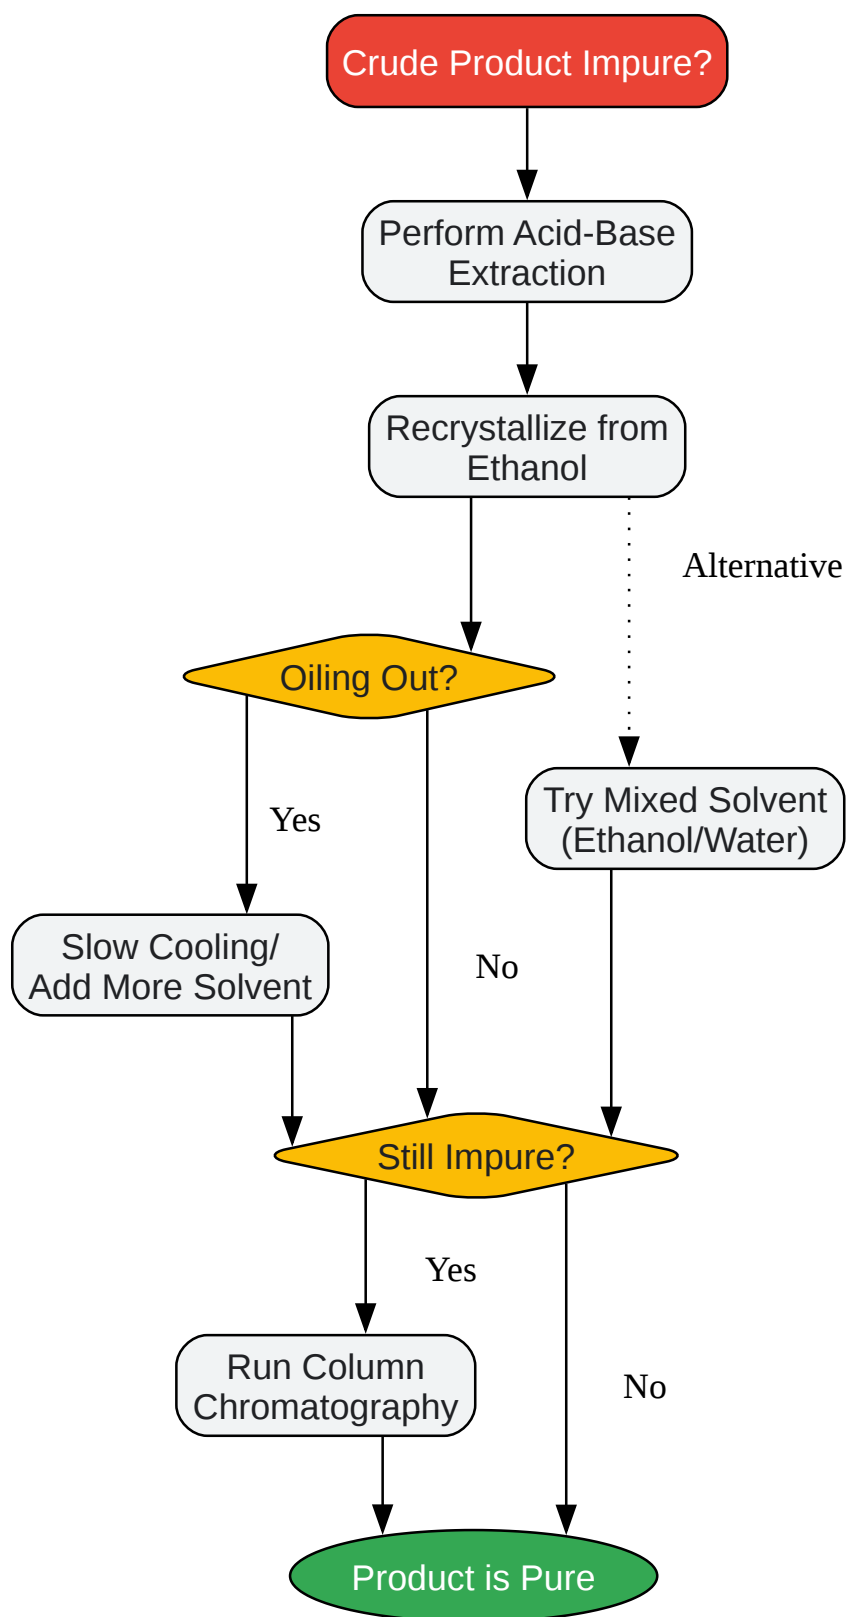 Crude Product Impure?
Perform Acid-Base
Extraction
Recrystallize from
Ethanol
Alternative
Oiling Out?
Try Mixed Solvent
(Ethanol/Water)
Yes
Slow Cooling/
Add More Solvent
No
Still Impure?
Yes
Run Column
Chromatography
No
Product is Pure